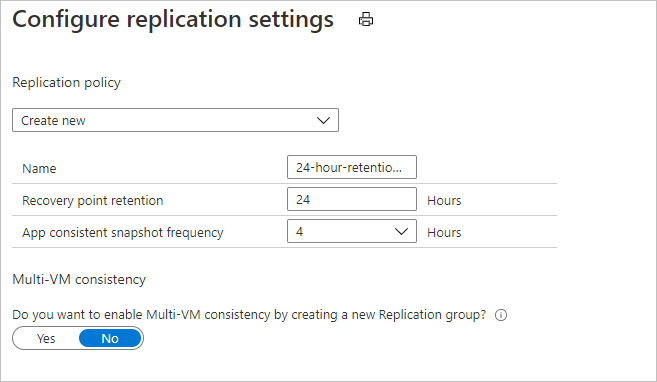 Configure replication settings
Replication policy
Create new
Name 24-hour-retentio...
Recovery point retention 24 Hours
App consistent snapshot frequency 4 Hours
Multi-VM consistency
Do you want to enable Multi-VM consistency by creating a new Replication group?
Yes No